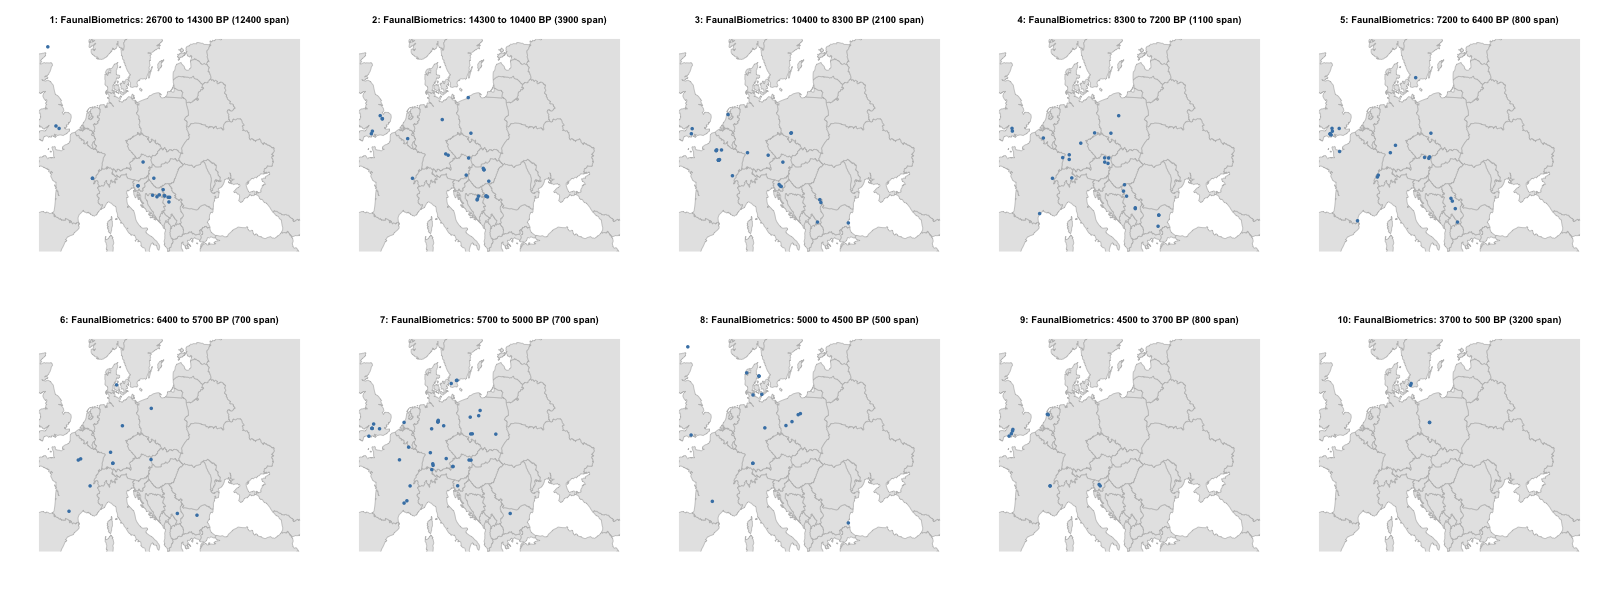 1: FaunalBiometrics: 26700 to 14300 BP (12400 span)
2: FaunalBiometrics: 14300 to 10400 BP (3900 span)
3: FaunalBiometrics: 10400 to 8300 BP (2100 span)
4: FaunalBiometrics: 8300 to 7200 BP (1100 span)
5: FaunalBiometrics: 7200 to 6400 BP (800 span)
6: FaunalBiometrics: 6400 to 5700 BP (700 span)
7: FaunalBiometrics: 5700 to 5000 BP (700 span)
8: FaunalBiometrics: 5000 to 4500 BP (500 span)
9: FaunalBiometrics: 4500 to 3700 BP (800 span)
10: FaunalBiometrics: 3700 to 500 BP (3200 span)